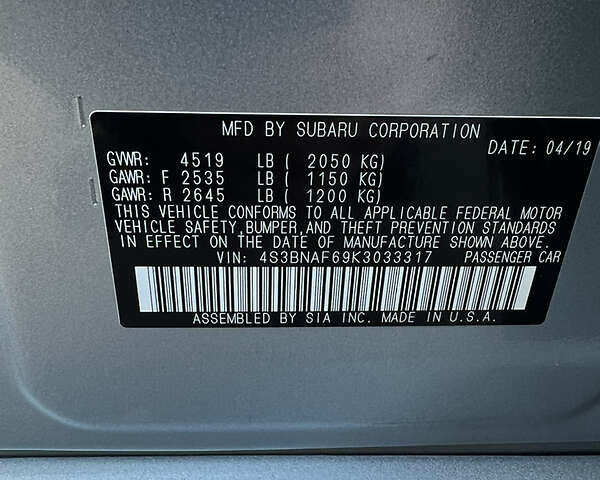 MFD BY SUBARU CORPORATION
DATE: 04/19
GVWR: 4519 LB ( 2050 KG)
GAWR: F 2535 LB ( 1150 KG)
GAWR: R 2645 LB ( 1200 KG)
THIS VEHICLE CONFORMS TO ALL APPLICABLE FEDERAL MOTOR
VEHICLE SAFETY,BUMPER,AND THEFT PREVENTION STANDARDS
IN EFFECT ON THE DATE OF MANUFACTURE SHOWN ABOVE.
VIN: 4S3BNAF69K3033317 PASSENGER CAR
ASSEMBLED BY SIA INC. MADE IN U.S.A.